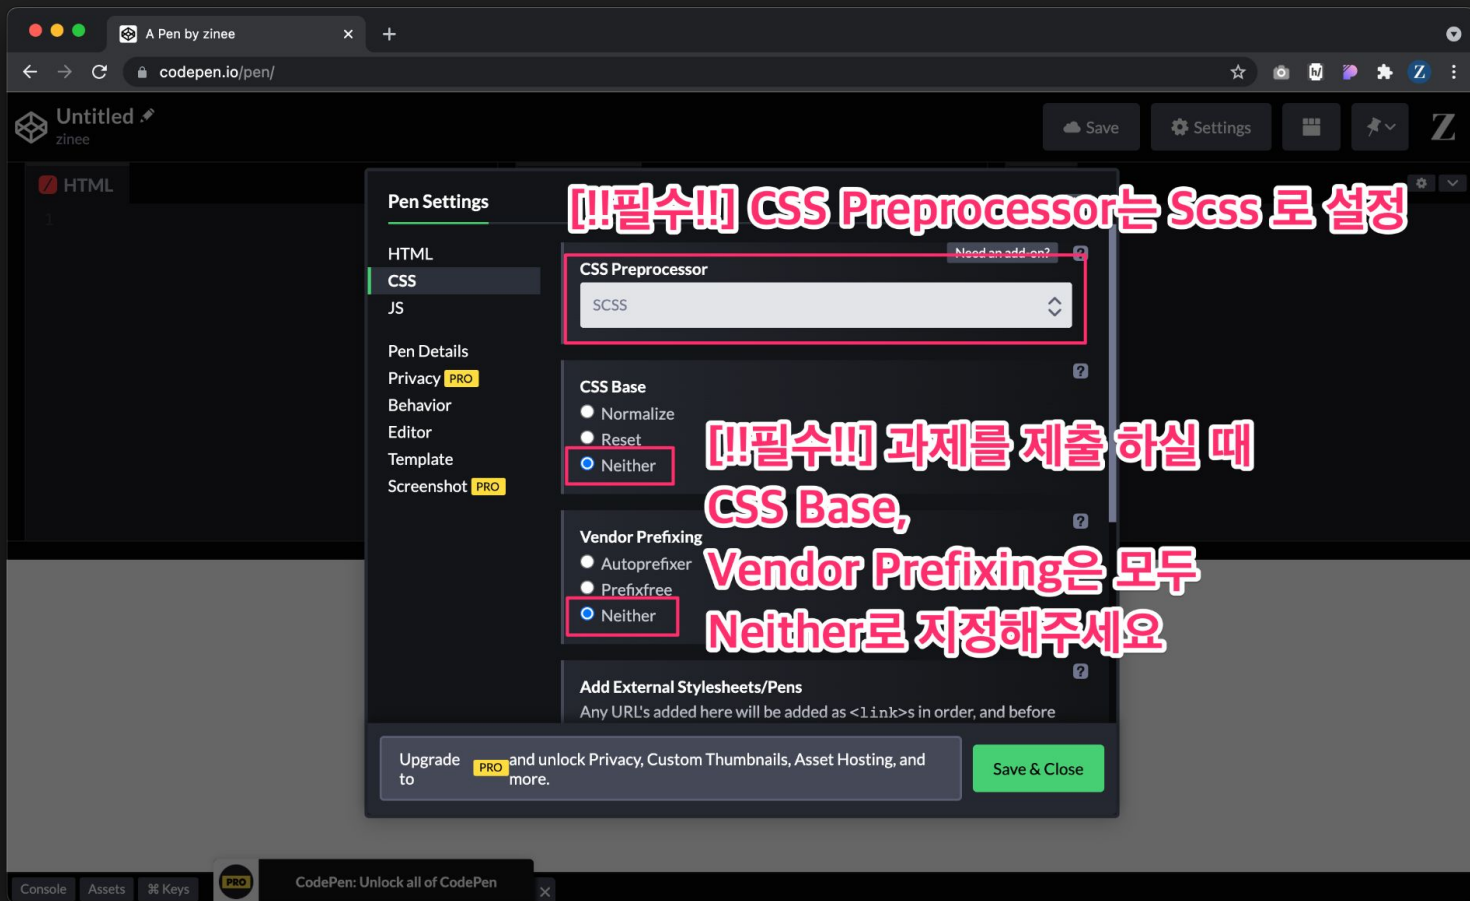 A Pen by zinee
codepen.io/pen/
Untitled
zinee
Save
Settings
Z
HTML
1
Pen Settings
[!!필수!!] CSS Preprocessor는 Scss 로 설정
HTML
CSS
JS
Pen Details
Privacy PRO
Behavior
Editor
Template
Screenshot PRO
Need an add-on?
CSS Preprocessor
SCSS
CSS Base
Normalize
Reset
Neither
[!!필수!!] 과제를 제출 하실 때
CSS Base,
Vendor Prefixing은 모두
Neither로 지정해주세요
Vendor Prefixing
Autoprefixer
Prefixfree
Neither
Add External Stylesheets/Pens
Any URL's added here will be added as <link>s in order, and before
Upgrade to PRO and unlock Privacy, Custom Thumbnails, Asset Hosting, and
more.
Save & Close
Console
Assets
⌘ Keys
PRO
CodePen: Unlock all of CodePen